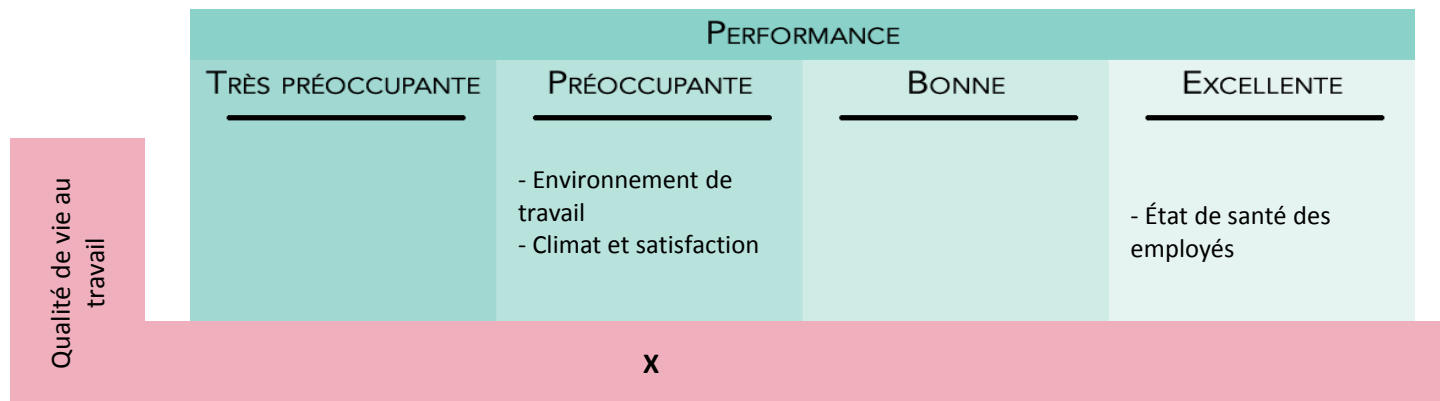 PERFORMANCE
TRÈS PRÉOCCUPANTE
PRÉOCCUPANTE
BONNE
EXCELLENTE
Qualité de vie au
travail
- Environnement de
travail
- Climat et satisfaction
- État de santé des
employés
X